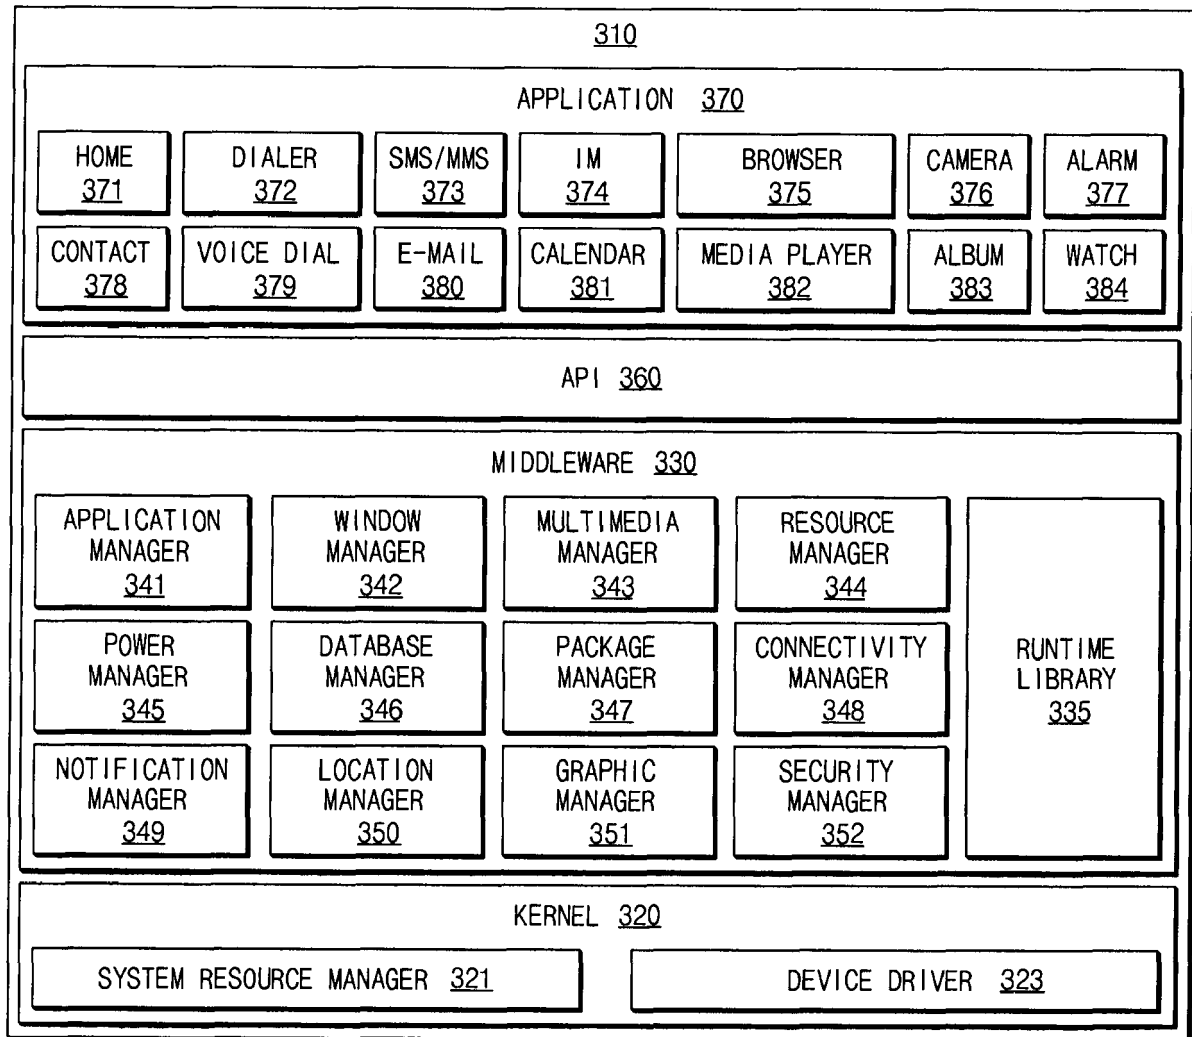 310
APPLICATION 370
HOME
371
DIALER
372
SMS/MMS
373
IM
374
BROWSER
375
CAMERA
376
ALARM
377
CONTACT
378
VOICE DIAL
379
E-MAIL
380
CALENDAR
381
MEDIA PLAYER
382
ALBUM
383
WATCH
384
API 360
MIDDLEWARE 330
APPLICATION
MANAGER
341
WINDOW
MANAGER
342
MULTIMEDIA
MANAGER
343
RESOURCE
MANAGER
344
POWER
MANAGER
345
DATABASE
MANAGER
346
PACKAGE
MANAGER
347
CONNECTIVITY
MANAGER
348
NOTIFICATION
MANAGER
349
LOCATION
MANAGER
350
GRAPHIC
MANAGER
351
SECURITY
MANAGER
352
RUNTIME
LIBRARY
335
KERNEL 320
SYSTEM RESOURCE MANAGER 321
DEVICE DRIVER 323